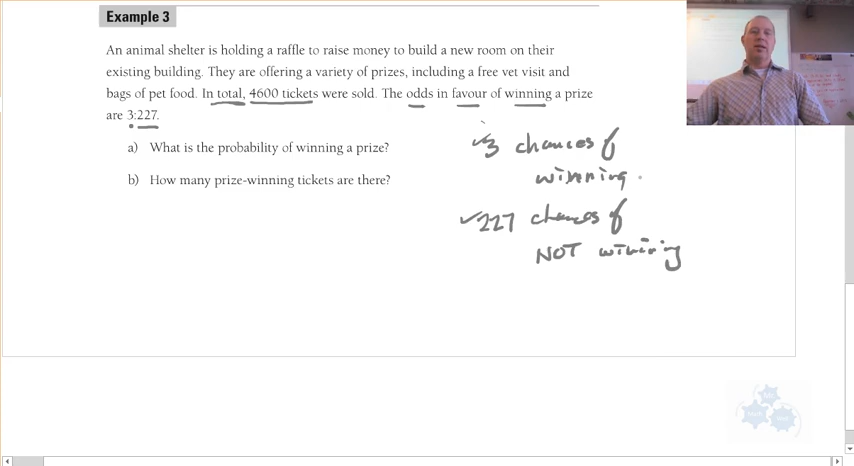 Example 3
An animal shelter is holding a raffle to raise money to build a new room on their
existing building. They are offering a variety of prizes, including a free vet visit and
bags of pet food. In total, 4600 tickets were sold. The odds in favour of winning a prize
are 3:227.
a) What is the probability of winning a prize?
b) How many prize-winning tickets are there?
3 chances of
winning
227 chances of
NOT winning